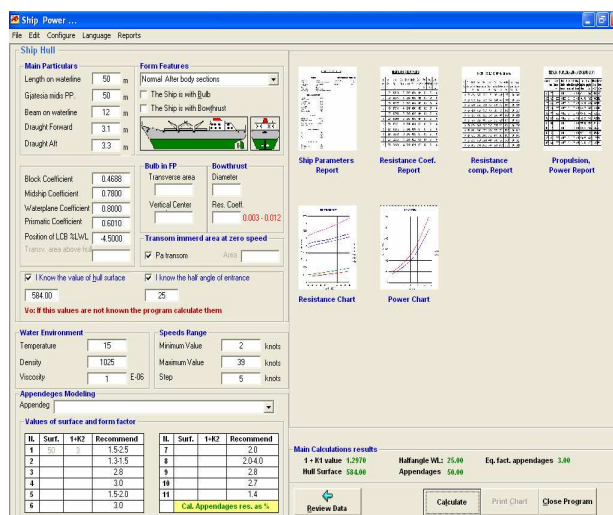 Ship Power ...
File Edit Configure Language Reports
Ship Hull
Main Particulars
Length on waterline 50 m
Gjatesia midis PP. 50 m
Beam on waterline 12 m
Draught Forward 3.1 m
Draught Aft 3.3 m
Form Features
Normal After body sections
The Ship is with Bulb
The Ship is with Bowthrust
Block Coefficient 0.4688
Midship Coefficient 0.7800
Waterplane Coefficient 0.8000
Prismatic Coefficient 0.6010
Position of LCB %LWL -4.5000
Transv. area above hull
Bulb in FP
Transverse area
Vertical Center
Bowthrust
Diameter
Res. Coeff.
0.003 - 0.012
Transom immerd area at zero speed
Pa transom Area
I Know the value of hull surface
584.00
I know the half angle of entrance
25
Vo: If this values are not known the program calculate them
Water Environment
Temperature 15
Density 1025
Viscosity 1 E-06
Speeds Range
Minimum Value 2 knots
Maximum Value 39 knots
Step 5 knots
Appendeges Modeling
Appendeg
Values of surface and form factor
N. Surf. 1+K2 Recommend
1 50 3 1.5-2.5
2 1.3-1.5
3 2.8
4 3.0
5 1.5-2.0
6 3.0
N. Surf. 1+K2 Recommend
7 2.0
8 2.0-4.0
9 2.8
10 2.7
11 1.4
Cal. Appendages res. as %
Ship Parameters Report
Resistance Coef. Report
Resistance comp. Report
Propulsion, Power Report
Resistance Chart
Power Chart
Main Calculations results
1 + K1 value 1.2970 Halfangle WL: 25.00 Eq. fact. appendages 3.00
Hull Surface 584.00 Appendages 50.00
Review Data
Calculate
Print Chart
Close Program